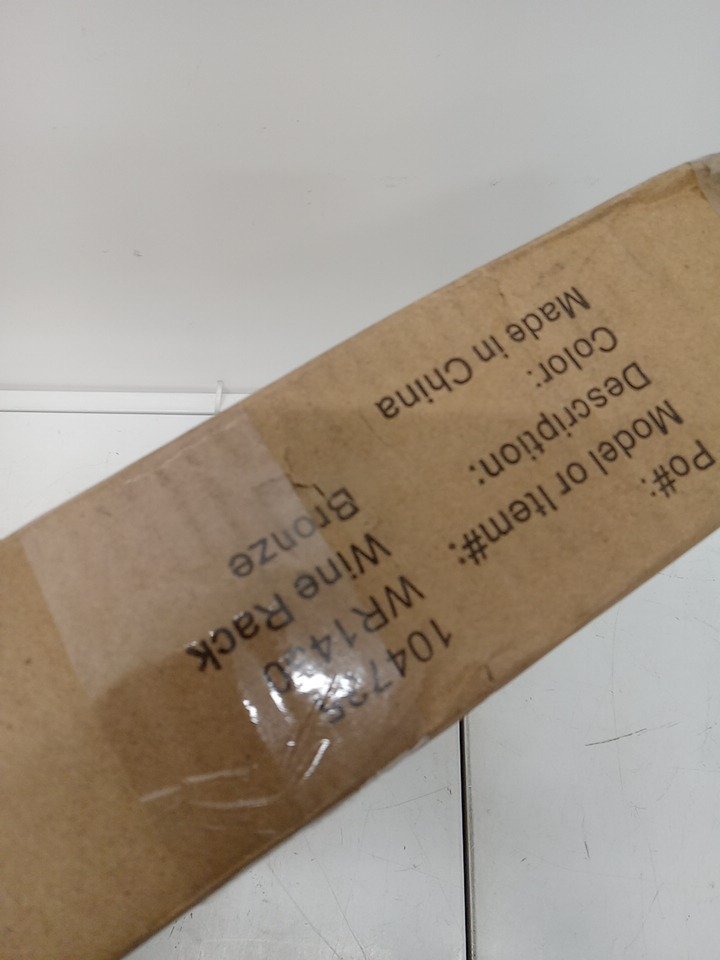 Po#:
Model or Item#:
Description: Wine Rack
Color: Bronze
Made in China